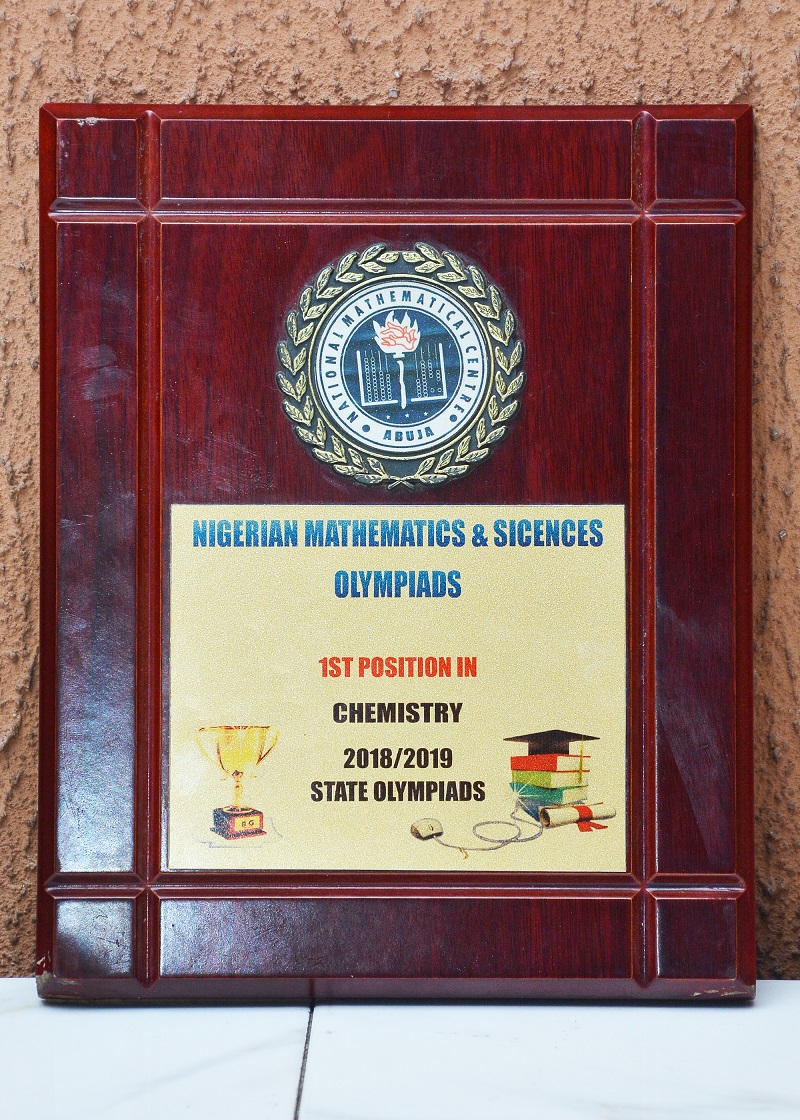 NATIONAL MATHEMATICAL CENTRE
ABUJA
NIGERIAN MATHEMATICS & SICENCES
OLYMPIADS
1ST POSITION IN
CHEMISTRY
2018/2019
STATE OLYMPIADS